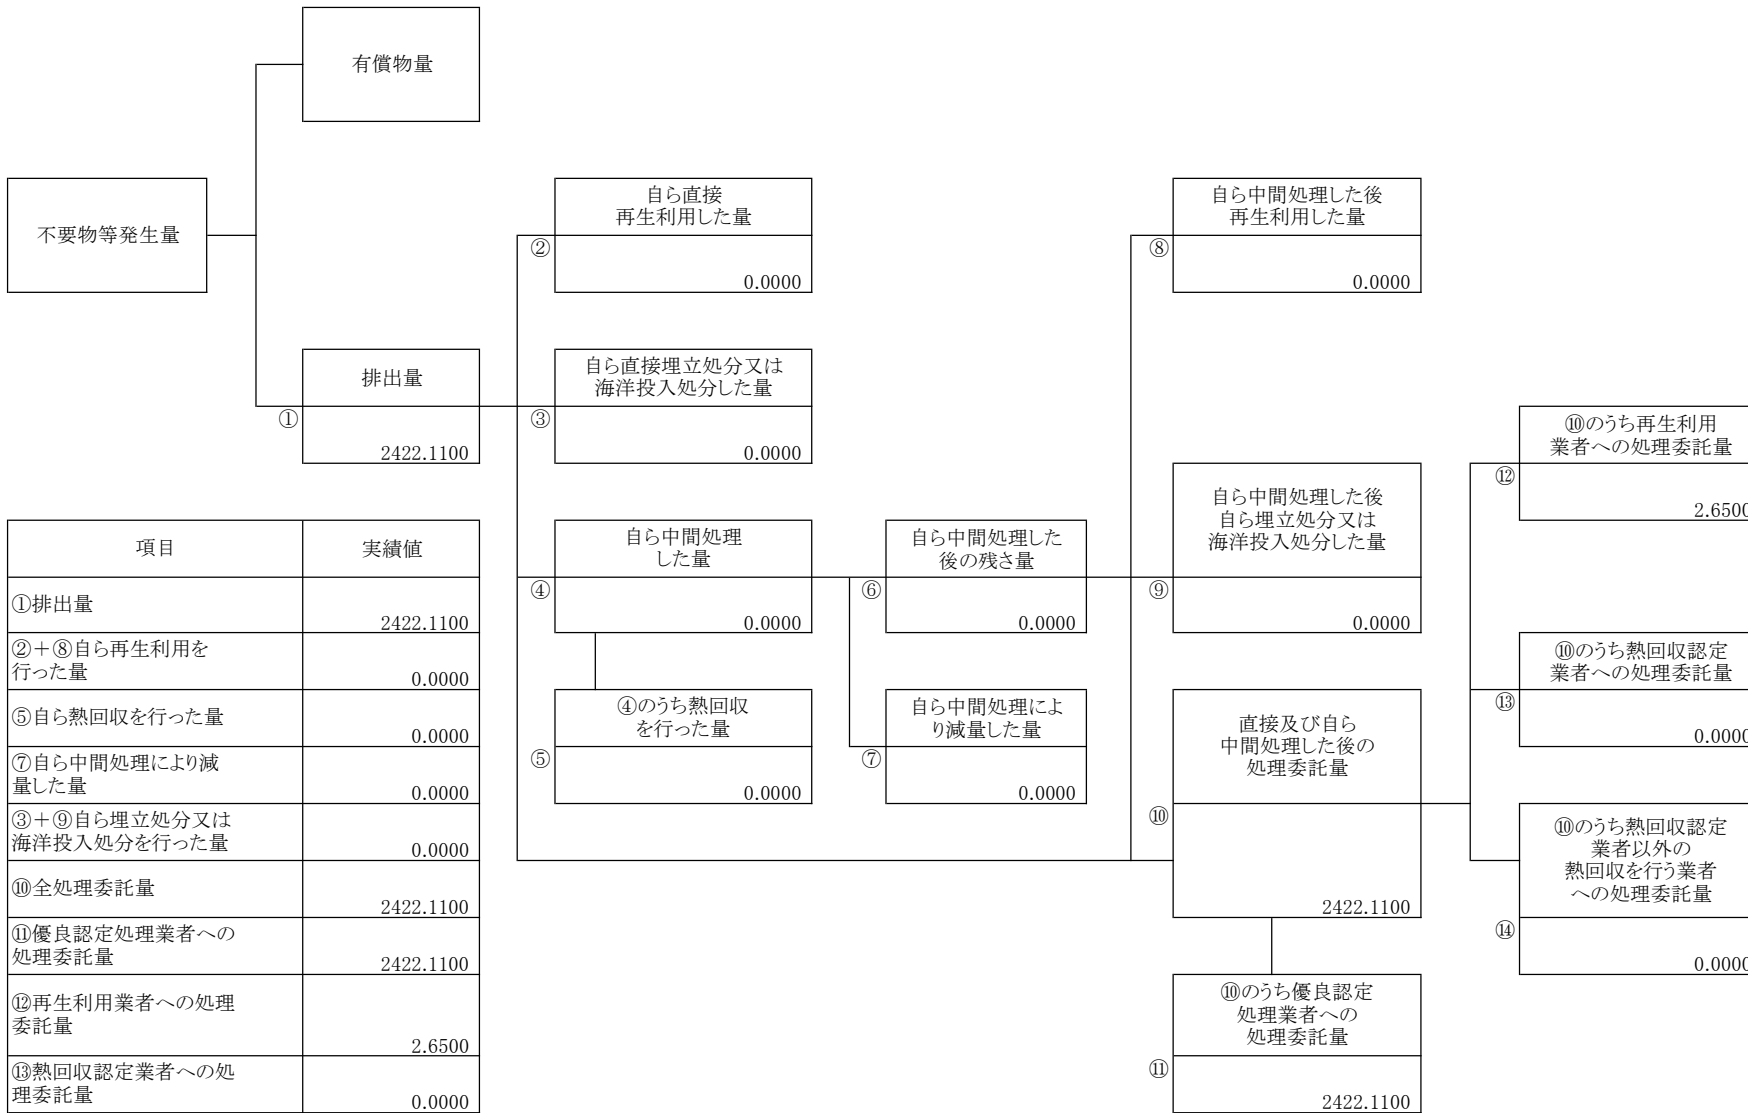 有償物量
不要物等発生量
自ら直接
再生利用した量
②
0.0000
自ら中間処理した後
再生利用した量
⑧
0.0000
排出量
①
2422.1100
自ら直接埋立処分又は
海洋投入処分した量
③
0.0000
⑩のうち再生利用
業者への処理委託量
⑫
2.6500
自ら中間処理
した量
④
0.0000
自ら中間処理した
後の残さ量
⑥
0.0000
自ら中間処理した後
自ら埋立処分又は
海洋投入処分した量
⑨
0.0000
⑩のうち熱回収認定
業者への処理委託量
⑬
0.0000
④のうち熱回収
を行った量
⑤
0.0000
自ら中間処理によ
り減量した量
⑦
0.0000
直接及び自ら
中間処理した後の
処理委託量
⑩
2422.1100
⑩のうち熱回収認定
業者以外の
熱回収を行う業者
への処理委託量
⑭
0.0000
⑩のうち優良認定
処理業者への
処理委託量
⑪
2422.1100
項目 実績値
①排出量
2422.1100
②＋⑧自ら再生利用を
行った量
0.0000
⑤自ら熱回収を行った量
0.0000
⑦自ら中間処理により減
量した量
0.0000
③＋⑨自ら埋立処分又は
海洋投入処分を行った量
0.0000
⑩全処理委託量
2422.1100
⑪優良認定処理業者への
処理委託量
2422.1100
⑫再生利用業者への処理
委託量
2.6500
⑬熱回収認定業者への処
理委託量
0.0000